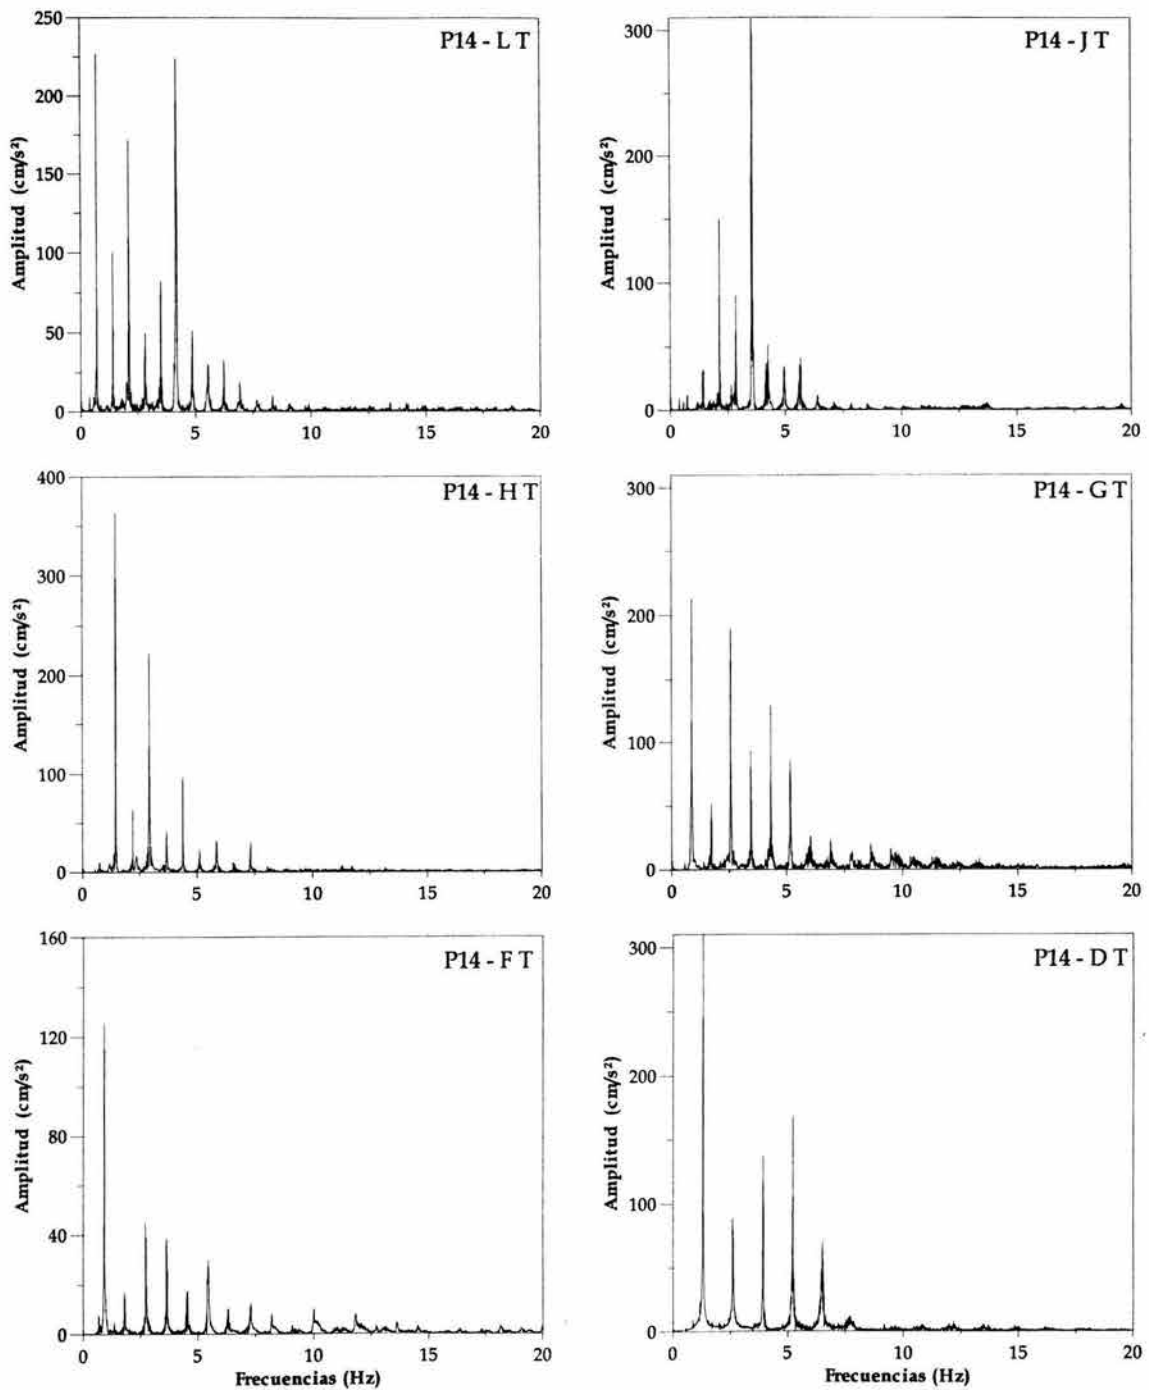 P14 - L T
Amplitud (cm/s²)
250
200
150
100
50
0
0 5 10 15 20
P14 - J T
Amplitud (cm/s²)
300
200
100
0
0 5 10 15 20
P14 - H T
Amplitud (cm/s²)
400
300
200
100
0
0 5 10 15 20
P14 - G T
Amplitud (cm/s²)
300
200
100
0
0 5 10 15 20
P14 - F T
Amplitud (cm/s²)
160
120
80
40
0
0 5 10 15 20
Frecuencias (Hz)
P14 - D T
Amplitud (cm/s²)
300
200
100
0
0 5 10 15 20
Frecuencias (Hz)